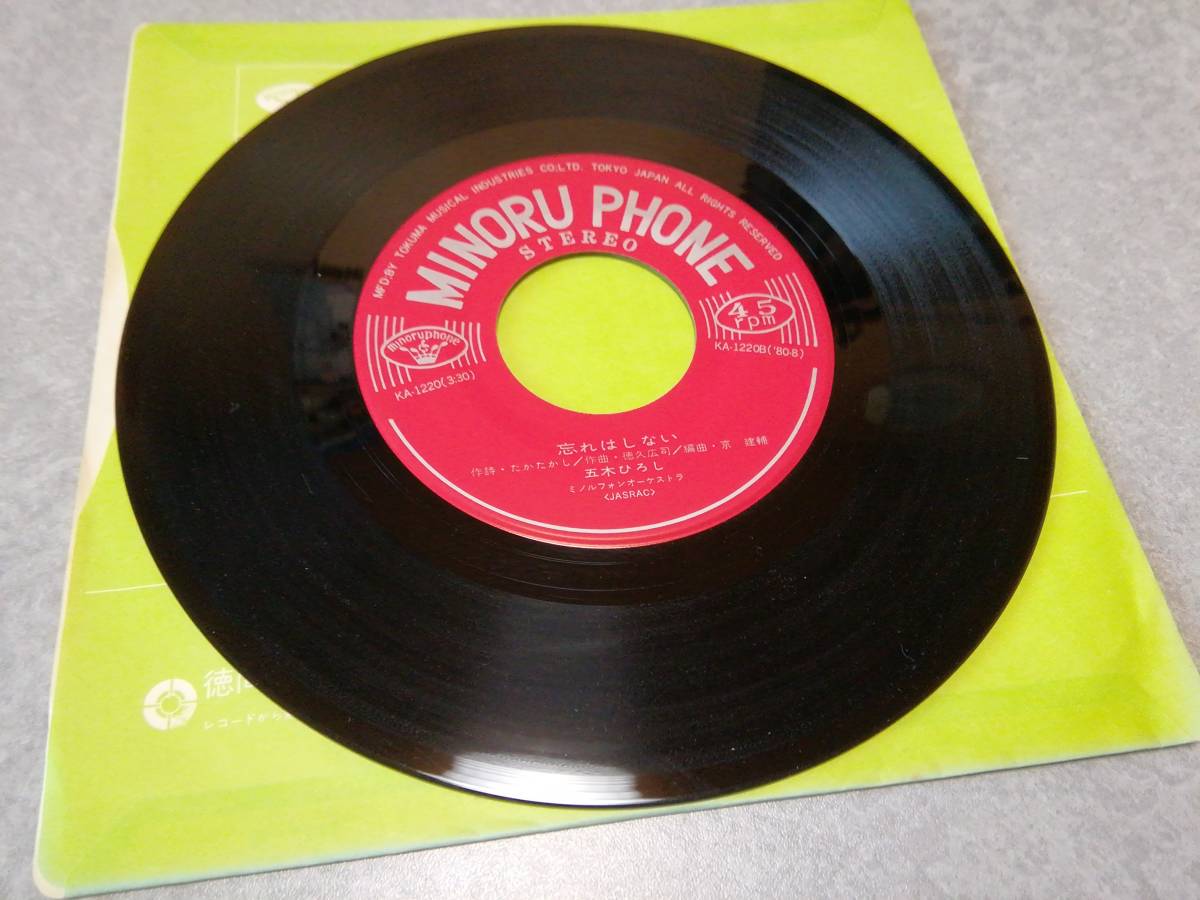 MFD;BY TOKUMA MUSICAL INDUSTRIES CO;LTD. TOKYO JAPAN ALL RIGHTS RESERVED
MINORU PHONE
STEREO
minoruphone
KA-1220(3:30)
45
rpm
KA-1220B('80·8)
忘れはしない
作詩・たかたかし/作曲・徳久広司/編曲・京 建輔
五木ひろし
ミノルフォンオーケストラ
<JASRAC>
徳
レコードから